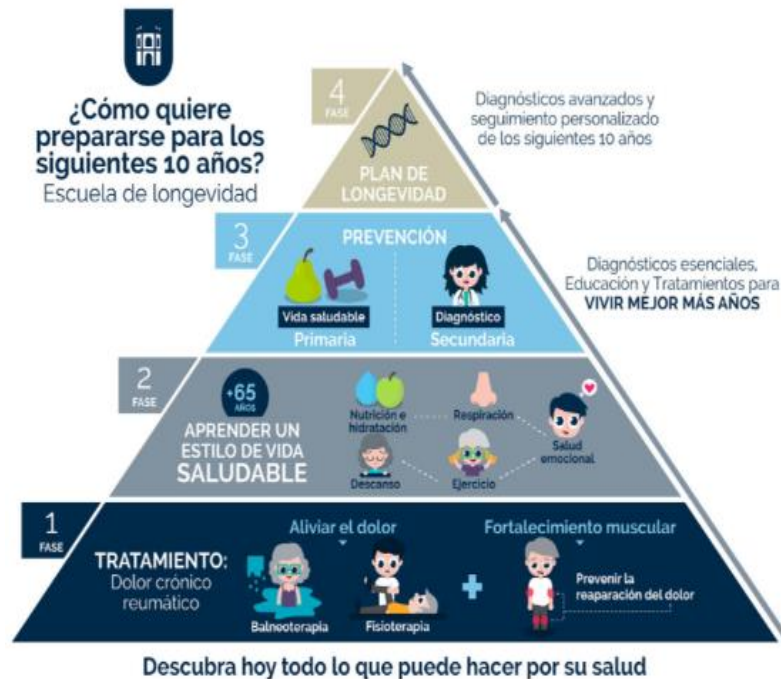 ¿Cómo quiere
prepararse para los
siguientes 10 años?
Escuela de longevidad
4
FASE
PLAN DE
LONGEVIDAD
Diagnósticos avanzados y
seguimiento personalizado
de los siguientes 10 años
3
FASE
PREVENCIÓN
Vida saludable
Primaria
Diagnóstico
Secundaria
Diagnósticos esenciales,
Educación y Tratamientos para
VIVIR MEJOR MÁS AÑOS
2
FASE
+65
AÑOS
APRENDER UN
ESTILO DE VIDA
SALUDABLE
Nutrición e
hidratación
Respiración
Salud
emocional
Descanso
Ejercicio
1
FASE
TRATAMIENTO:
Dolor crónico
reumático
Aliviar el dolor
Balneoterapia
Fisioterapia
Fortalecimiento muscular
Prevenir la
reaparación del dolor
Descubra hoy todo lo que puede hacer por su salud